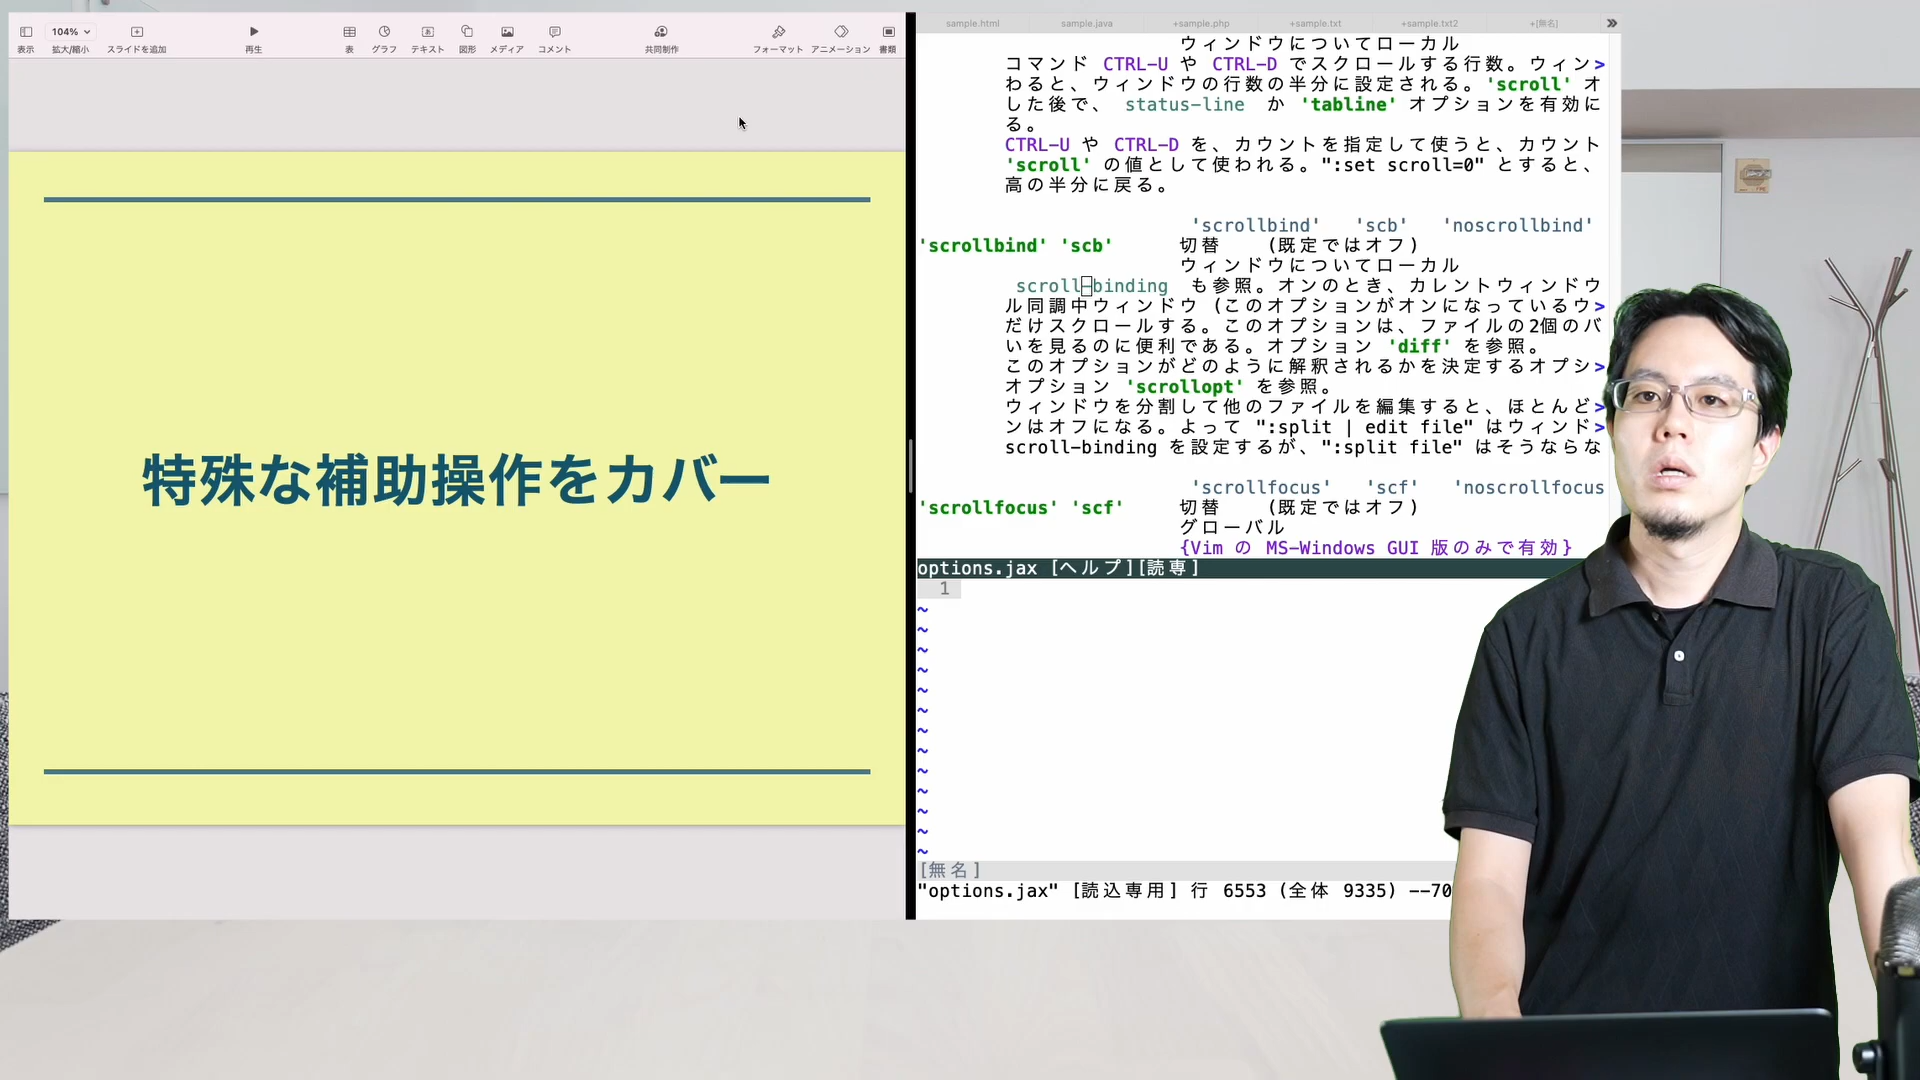 104%
表示
拡大/縮小
スライドを追加
再生
表
グラフ
テキスト
図形
メディア
コメント
共同制作
フォーマット
アニメーション
書類
特殊な補助操作をカバー
sample.html
sample.java
+sample.php
+sample.txt
+sample.txt2
+[無名]
ウィンドウについてローカル
コマンド CTRL-U や CTRL-D でスクロールする行数。ウィン>
わると、ウィンドウの行数の半分に設定される。'scroll' オ
した後で、 status-line か 'tabline' オプションを有効に
る。
CTRL-U や CTRL-D を、カウントを指定して使うと、カウント
'scroll' の値として使われる。":set scroll=0" とすると、
高の半分に戻る。
'scrollbind' 'scb' 'noscrollbind'
'scrollbind' 'scb' 切替 (既定ではオフ)
ウィンドウについてローカル
scroll-binding も参照。オンのとき、カレントウィンドウ
ル同調中ウィンドウ (このオプションがオンになっているウ>
だけスクロールする。このオプションは、ファイルの2個のバ
いを見るのに便利である。オプション 'diff' を参照。
このオプションがどのように解釈されるかを決定するオプシ>
オプション 'scrollopt' を参照。
ウィンドウを分割して他のファイルを編集すると、ほとんど>
ンはオフになる。よって ":split | edit file" はウィンド>
scroll-binding を設定するが、":split file" はそうならな
'scrollfocus' 'scf' 'noscrollfocus
'scrollfocus' 'scf' 切替 (既定ではオフ)
グローバル
{Vim の MS-Windows GUI 版のみで有効}
options.jax [ヘルプ][読専]
1
~
~
~
~
~
~
~
~
~
~
~
~
~
[無名]
"options.jax" [読込専用] 行 6553 (全体 9335) --70